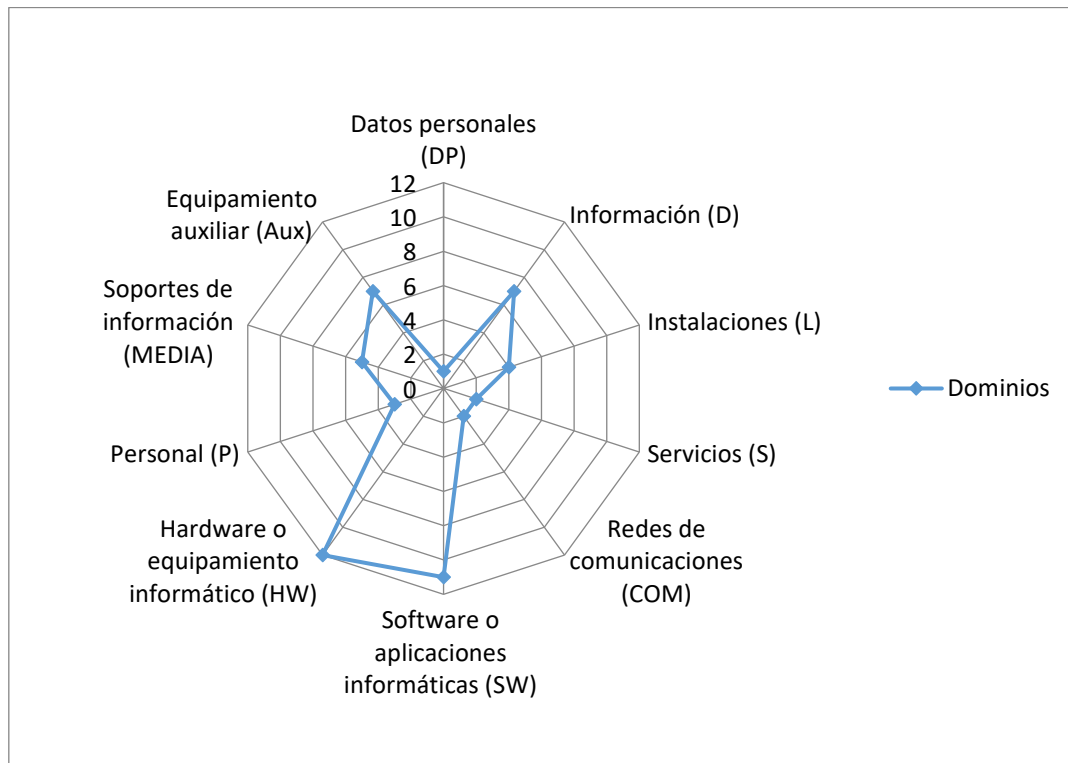 Datos personales
(DP)
12
10
8
6
4
2
0
Información (D)
Instalaciones (L)
Servicios (S)
Redes de
comunicaciones
(COM)
Software o
aplicaciones
informáticas (SW)
Hardware o
equipamiento
informático (HW)
Personal (P)
Soportes de
información
(MEDIA)
Equipamiento
auxiliar (Aux)
Dominios